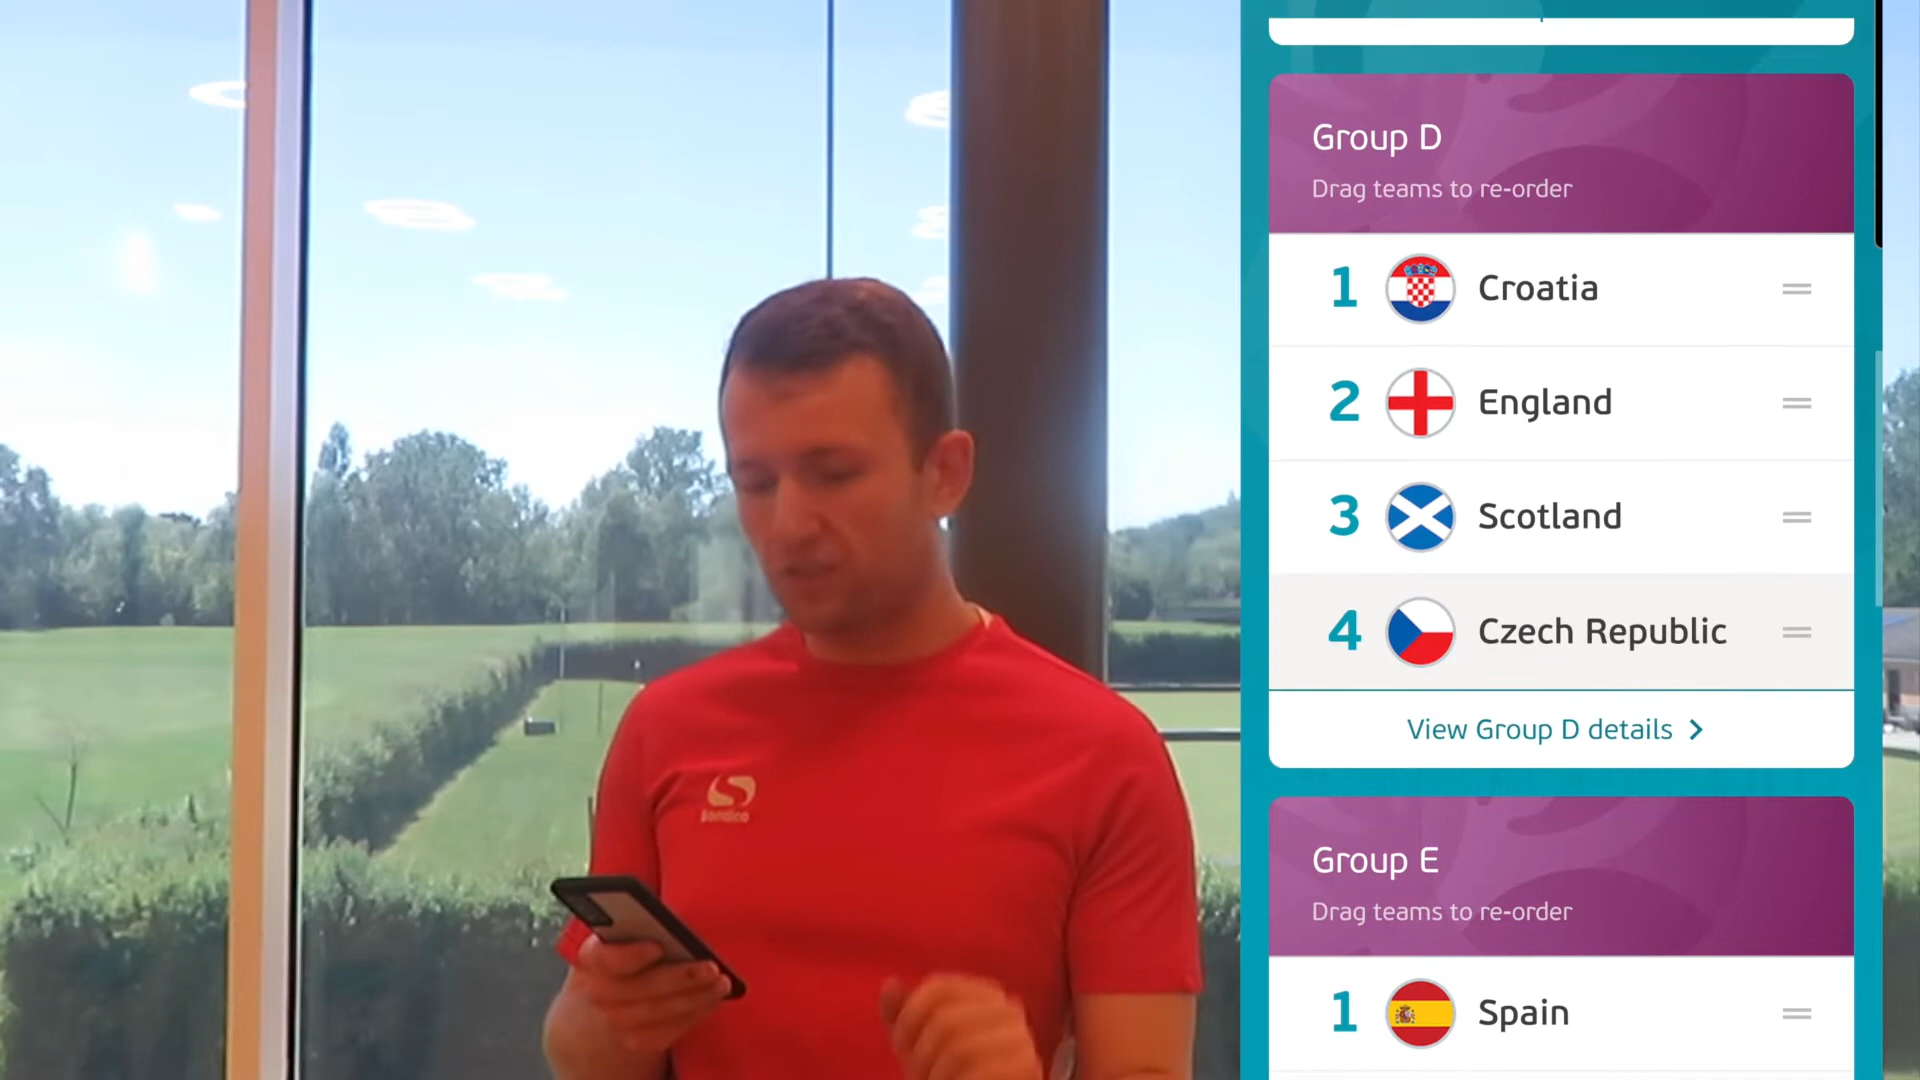 Group D
Drag teams to re-order
1 Croatia
2 England
3 Scotland
4 Czech Republic
View Group D details
Group E
Drag teams to re-order
1 Spain
sondico